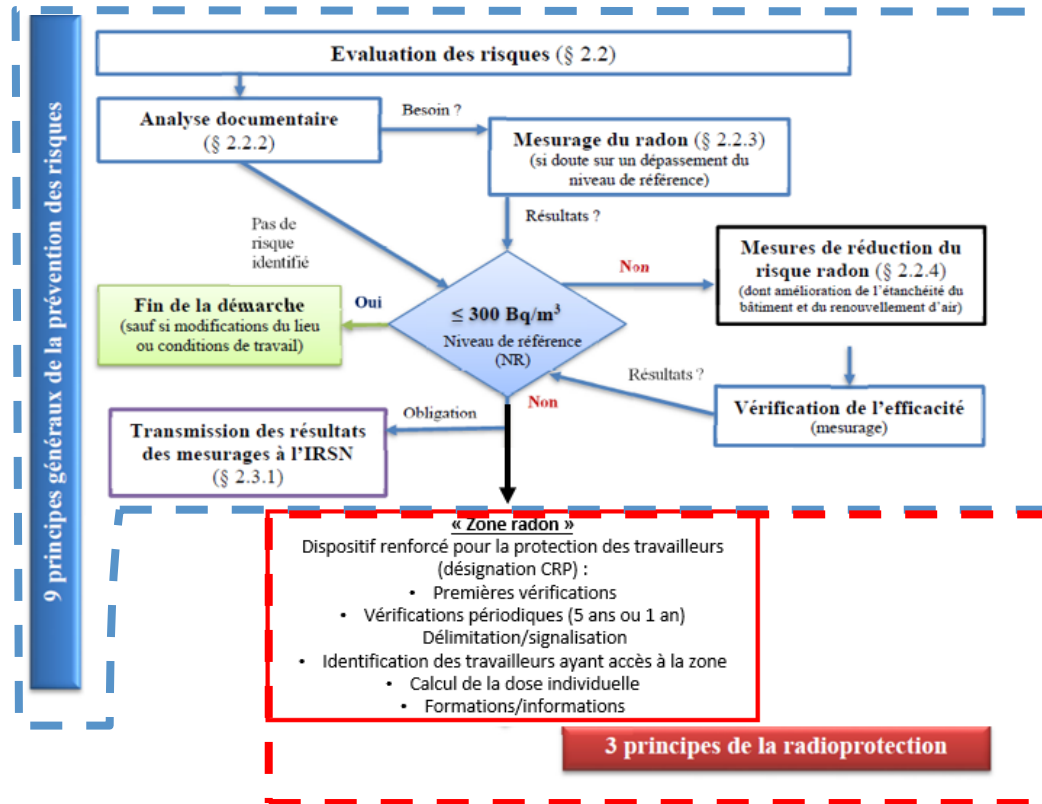 9 principes généraux de la prévention des risques
Evaluation des risques (§ 2.2)
Analyse documentaire
(§ 2.2.2)
Besoin ?
Mesurage du radon (§ 2.2.3)
(si doute sur un dépassement du
niveau de référence)
Pas de
risque
identifié
Résultats ?
Mesures de réduction du
risque radon (§ 2.2.4)
(dont amélioration de l’étanchéité du
bâtiment et du renouvellement d’air)
Non
Fin de la démarche
(sauf si modifications du lieu
ou conditions de travail)
Oui
≤ 300 Bq/m³
Niveau de référence
(NR)
Résultats ?
Vérification de l’efficacité
(mesurage)
Obligation
Non
Transmission des résultats
des mesurages à l’IRSN
(§ 2.3.1)
« Zone radon »
Dispositif renforcé pour la protection des travailleurs
(désignation CRP) :
• Premières vérifications
• Vérifications périodiques (5 ans ou 1 an)
Délimitation/signalisation
• Identification des travailleurs ayant accès à la zone
• Calcul de la dose individuelle
• Formations/informations
3 principes de la radioprotection